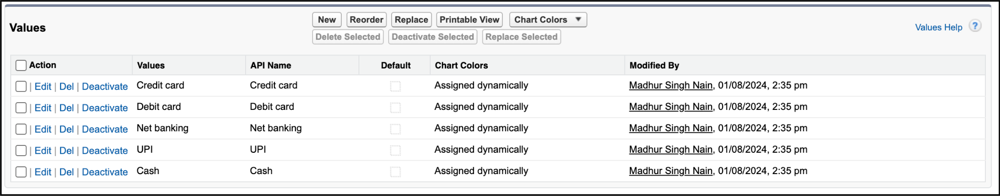 Values
New Reorder Replace Printable View Chart Colors ▼
Values Help ?
Delete Selected Deactivate Selected Replace Selected
Action Values API Name Default Chart Colors Modified By
| Edit | Del | Deactivate Credit card Credit card Assigned dynamically Madhur Singh Nain, 01/08/2024, 2:35 pm
| Edit | Del | Deactivate Debit card Debit card Assigned dynamically Madhur Singh Nain, 01/08/2024, 2:35 pm
| Edit | Del | Deactivate Net banking Net banking Assigned dynamically Madhur Singh Nain, 01/08/2024, 2:35 pm
| Edit | Del | Deactivate UPI UPI Assigned dynamically Madhur Singh Nain, 01/08/2024, 2:35 pm
| Edit | Del | Deactivate Cash Cash Assigned dynamically Madhur Singh Nain, 01/08/2024, 2:35 pm